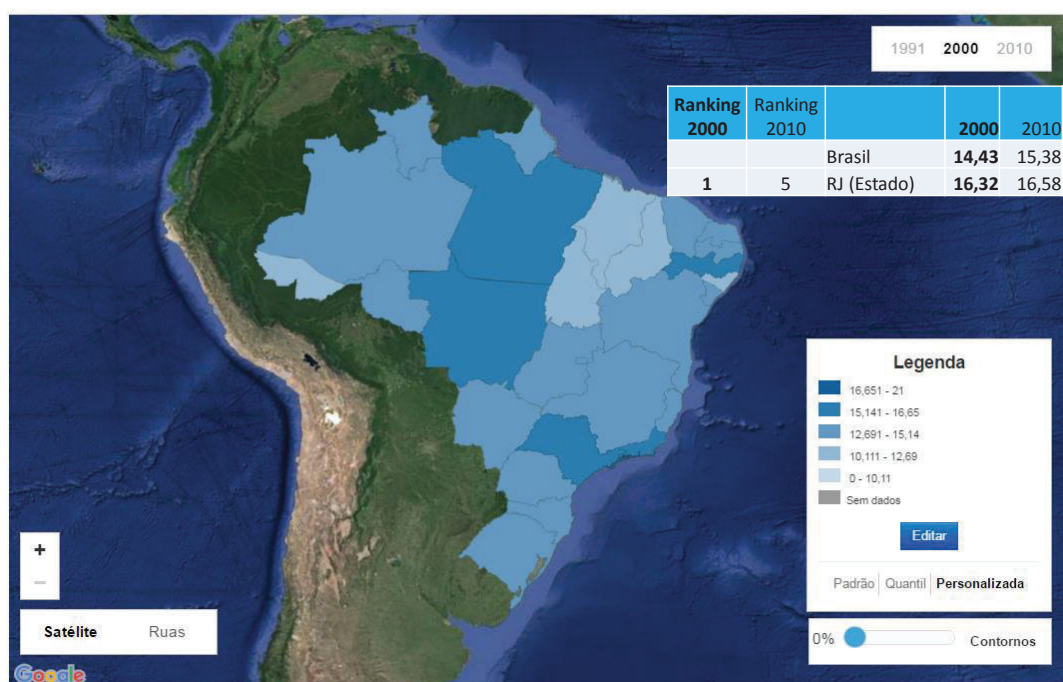 1991 2000 2010
Ranking 2000 Ranking 2010 2000 2010
Brasil 14,43 15,38
1 5 RJ (Estado) 16,32 16,58
Legenda
16,651 - 21
15,141 - 16,65
12,691 - 15,14
10,111 - 12,69
0 - 10,11
Sem dados
Editar
Padrão Quantil Personalizada
0% Contornos
+
−
Satélite Ruas
Google